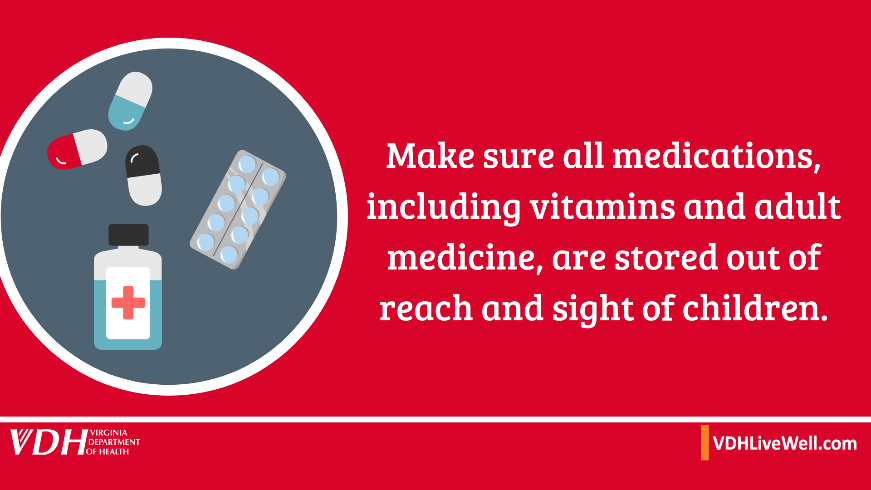 Make sure all medications,
including vitamins and adult
medicine, are stored out of
reach and sight of children.
VDH VIRGINIA
DEPARTMENT
OF HEALTH
VDHLiveWell.com